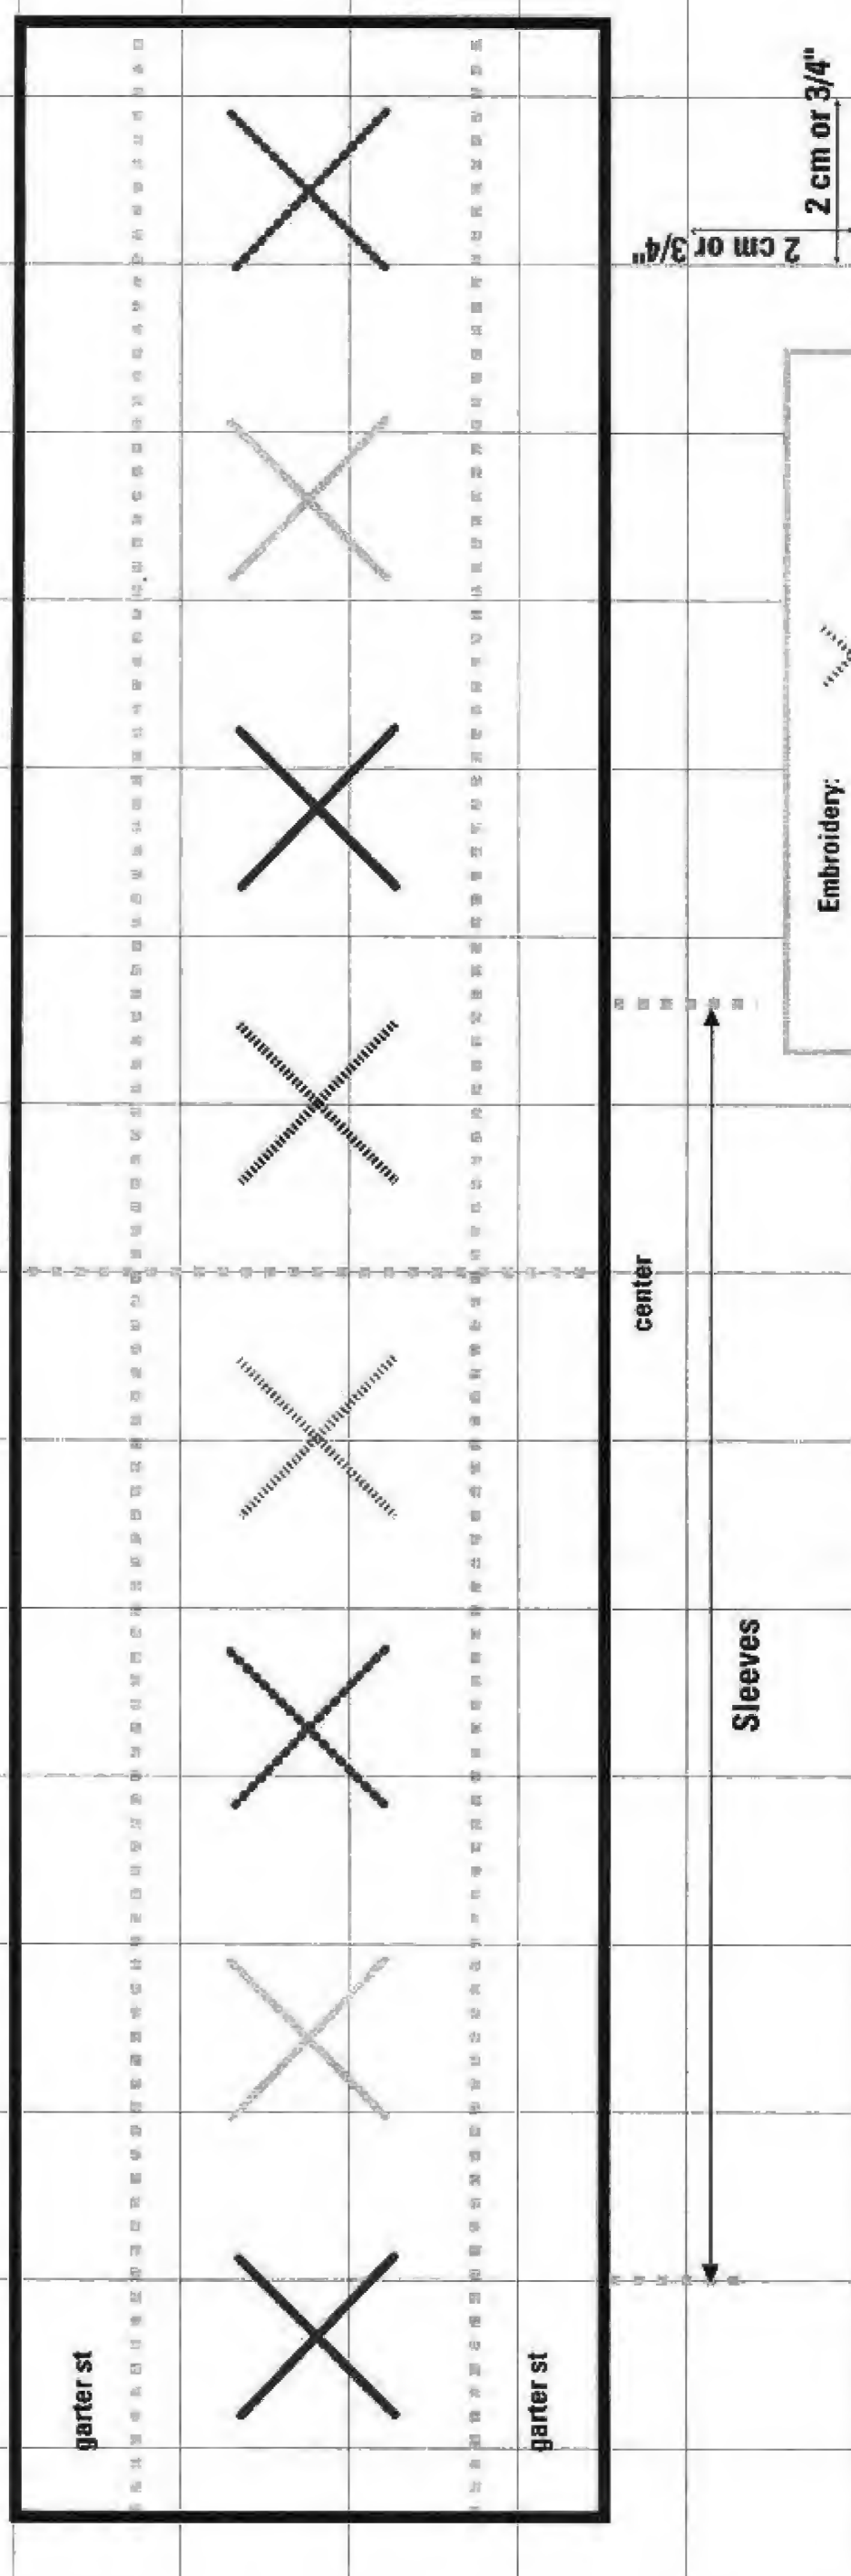 2 cm or 3/4"
2 cm or 3/4"
Embroidery:
center
Sleeves
garter st
garter st